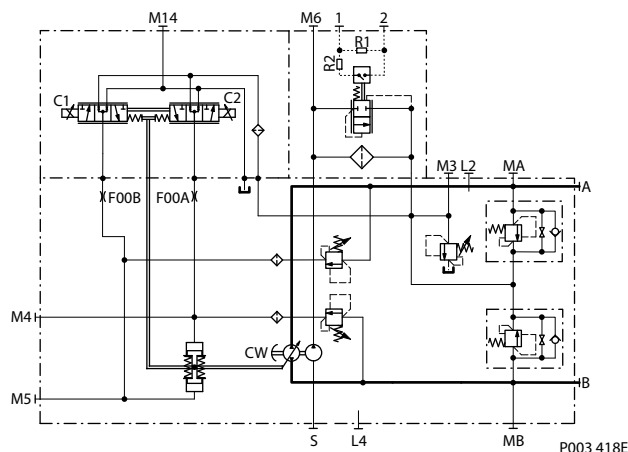 M14 M6 1 2
R1
R2
C1 C2
M3 L2 MA
F00B F00A
A
M4
CW
M5 B
S L4 MB
P003 418E